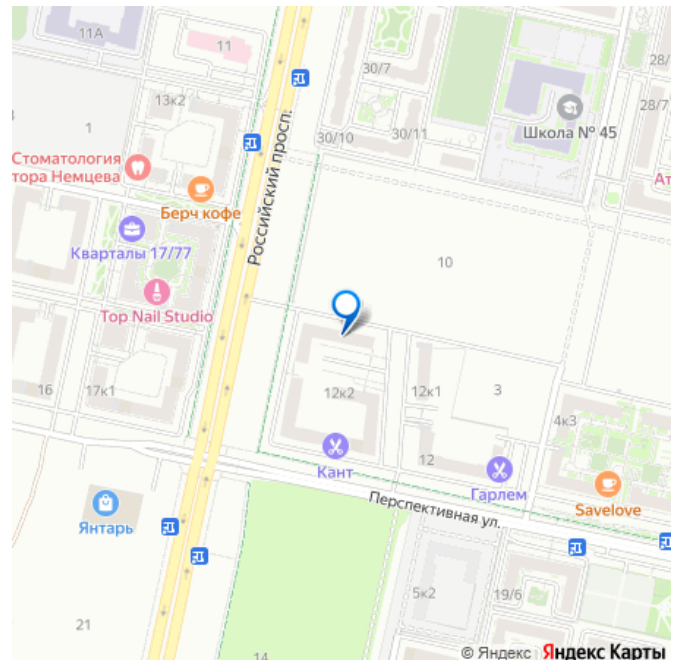 11А
11
30/7
28/
13к2
28/7
3
1
30/10
30/11
Школа № 45
Стоматология
тора Немцева
Ат
Российский просп.
Берч кофе
Кварталы 17/77
10
Top Nail Studio
16
17к1
12к2
12к1
3
4к3
12
Кант
Гарлем
Savelove
Перспективная ул.
Янтарь
5к2
19/6
21
14
© Яндекс Яндекс Карты